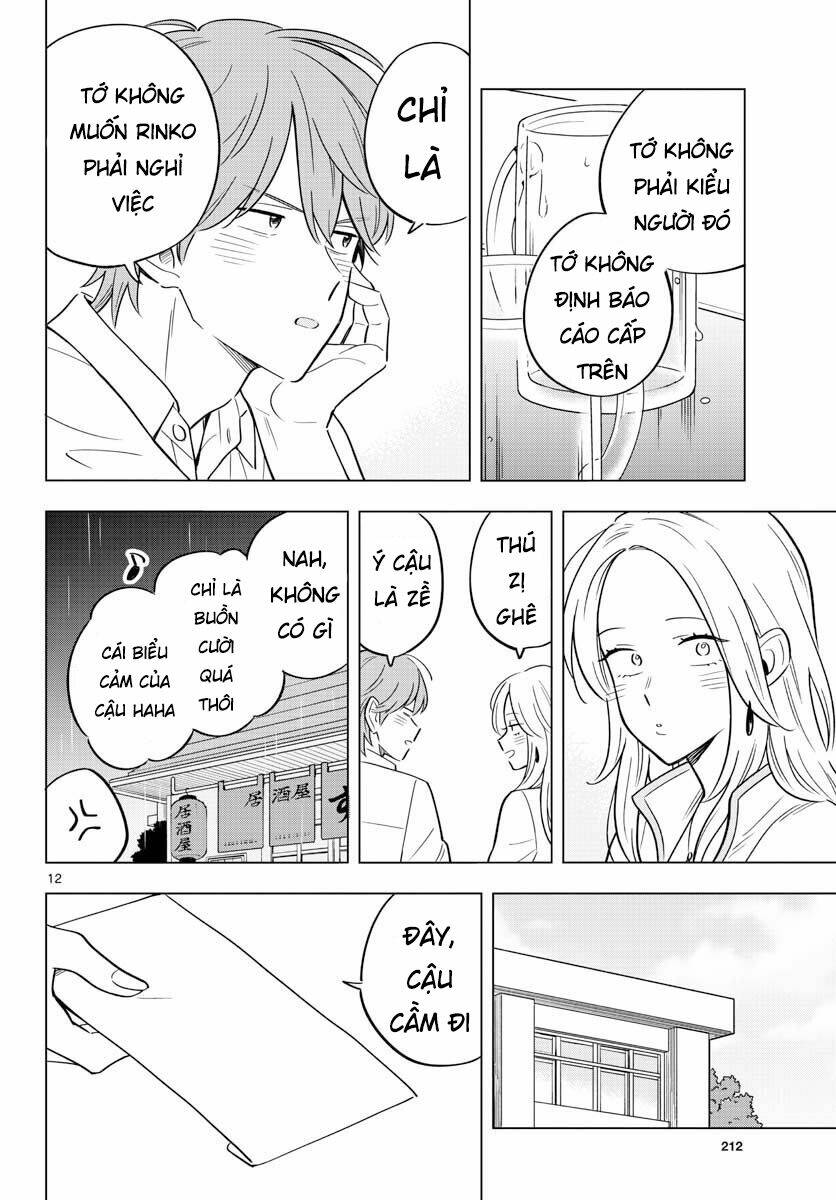 TỚ KHÔNG
PHẢI KIỂU
NGƯỜI ĐÓ
TỚ KHÔNG
ĐỊNH BÁO
CÁO CẤP
TRÊN
CHỈ
LÀ
TỚ KHÔNG
MUỐN RINKO
PHẢI NGHỈ
VIỆC
THÚ
ZỊ
GHÊ
Ý CẬU
LÀ ZỀ
NAH,
KHÔNG
CÓ GÌ
CHỈ LÀ
BUỒN
CƯỜI
QUÁ
THÔI
CÁI BIỂU
CẢM CỦA
CẬU HAHA
居酒屋
す
居酒屋
12
ĐÂY,
CẬU
CẦM ĐI
212